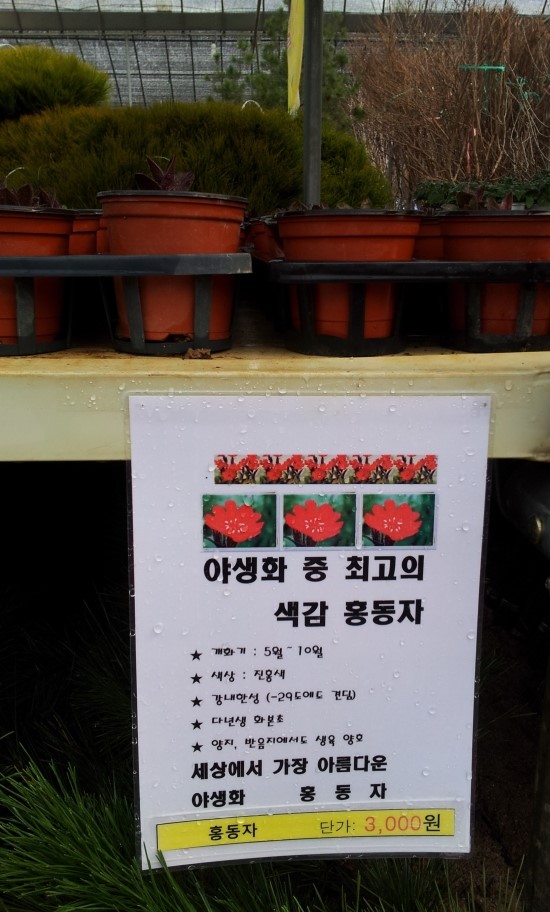 야생화 중 최고의
색감 홍동자
★ 개화기 : 5월~10월
★ 색상 : 진홍색
★ 강내한성 (-29도에도 견딤)
★ 다년생 화본초
★ 양지, 반음지에서도 생육 양호
세상에서 가장 아름다운
야생화 홍 동 자
홍동자 단가: 3,000원